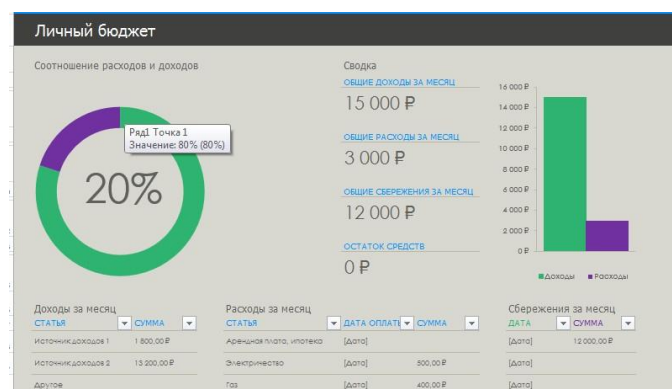 Личный бюджет
Соотношение расходов и доходов
Ряд1 Точка 1
Значение: 80% (80%)
20%
Сводка
ОБЩИЕ ДОХОДЫ ЗА МЕСЯЦ
15 000 ₽
ОБЩИЕ РАСХОДЫ ЗА МЕСЯЦ
3 000 ₽
ОБЩИЕ СБЕРЕЖЕНИЯ ЗА МЕСЯЦ
12 000 ₽
ОСТАТОК СРЕДСТВ
0 ₽
16 000 ₽
14 000 ₽
12 000 ₽
10 000 ₽
8 000 ₽
6 000 ₽
4 000 ₽
2 000 ₽
0 ₽
Доходы Расходы
Доходы за месяц
СТАТЬЯ СУММА
Источник доходов 1 1 800,00 ₽
Источник доходов 2 13 200,00 ₽
Другое
Расходы за месяц
СТАТЬЯ ДАТА ОПЛАТЫ СУММА
Арендная плата, ипотека [Дата]
Электричество [Дата] 500,00 ₽
Газ [Дата] 400,00 ₽
Сбережения за месяц
ДАТА СУММА
[Дата] 12 000,00 ₽
[Дата]
[Дата]